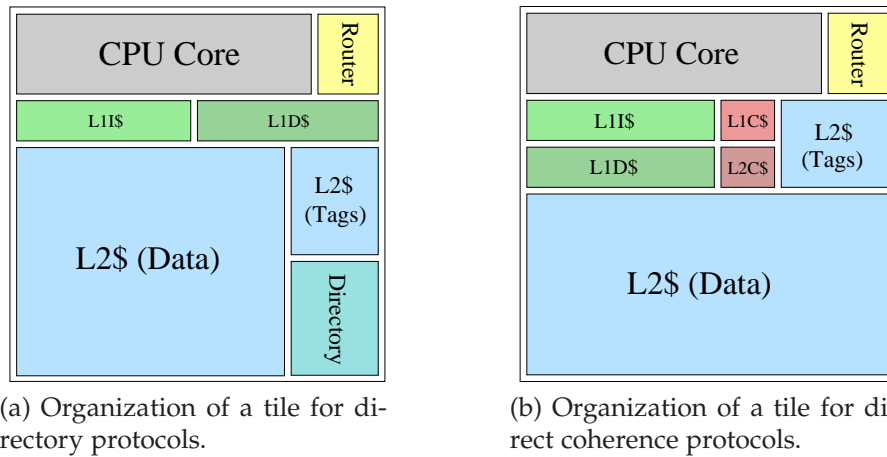 CPU Core
Router
L1I$
L1D$
L2$
(Tags)
L2$ (Data)
Directory
(a) Organization of a tile for di-
rectory protocols.
CPU Core
Router
L1I$
L1C$
L2$
(Tags)
L1D$
L2C$
L2$ (Data)
(b) Organization of a tile for di
rect coherence protocols.